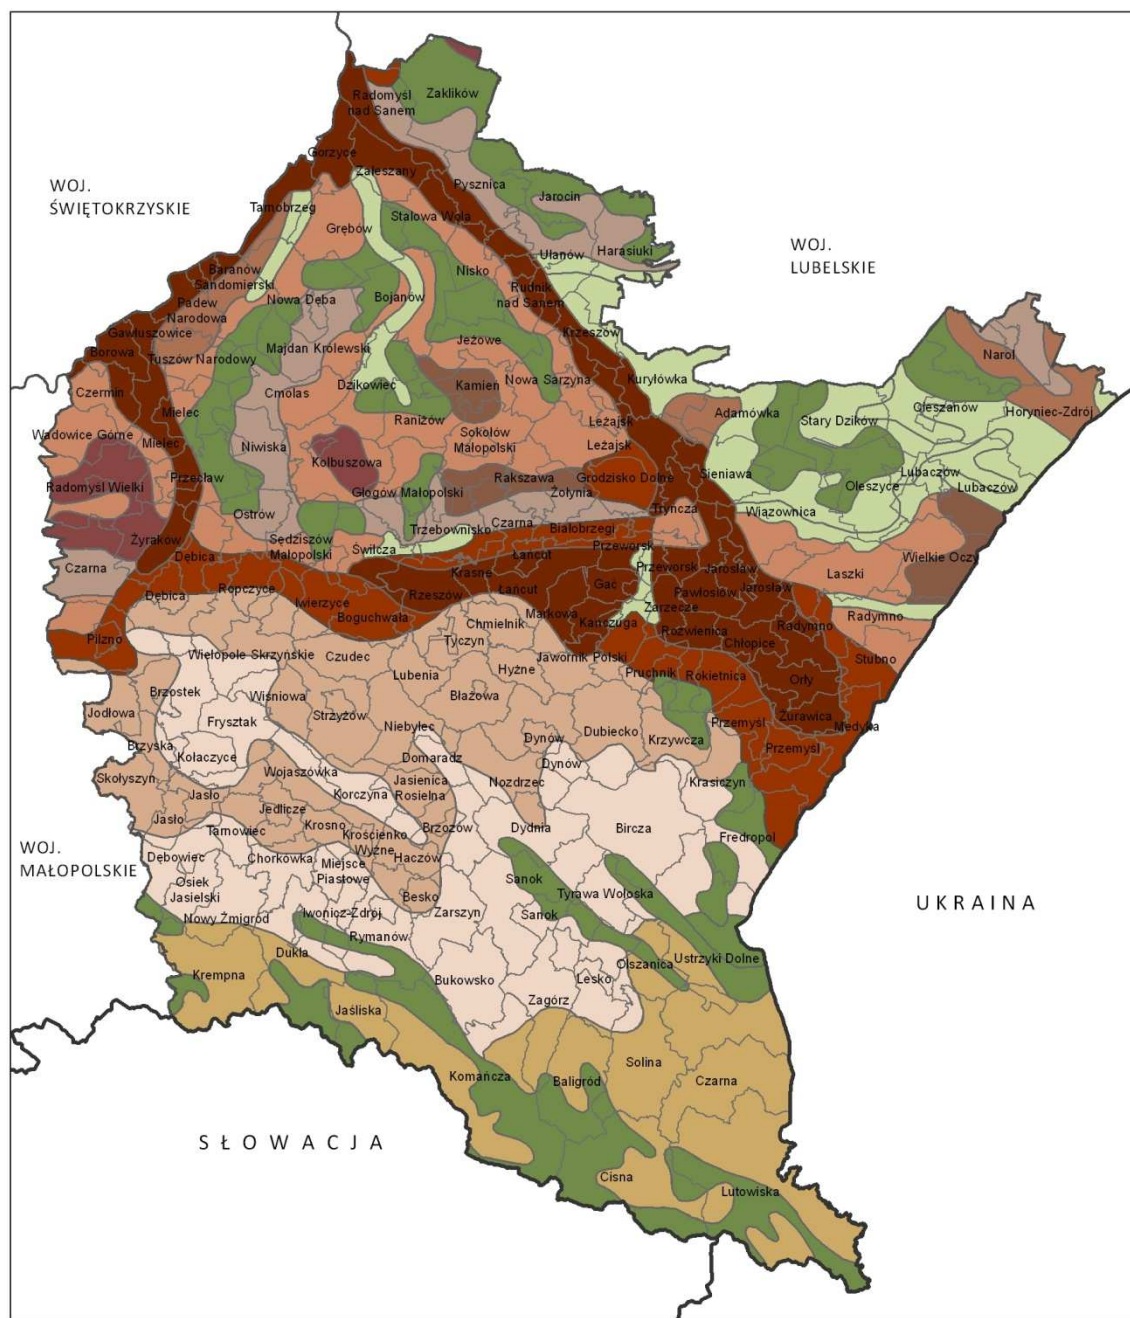 Zaklików
Radomyśl
nad Sanem
Gorzyce
Zaleszany
Pysznica
WOJ.
ŚWIĘTOKRZYSKIE
Jarocin
Tarnobrzeg
Stalowa Wola
Grębów
WOJ.
LUBELSKIE
Ulanów
Harasiuki
Baranów
Sandomierski
Nisko
Rudnik
nad Sanem
Nowa Dęba
Bojanów
Padew
Narodowa
Gawłuszowice
Krzeszów
Borowa
Tuszów Narodowy
Majdan Królewski
Jeżowe
Narol
Czermin
Cmolas
Dzikowiec
Kamień
Nowa Sarzyna
Kuryłówka
Mielec
Raniżów
Leżajsk
Adamówka
Stary Dzików
Cieszanów
Horyniec-Zdrój
Wadowice Górne
Mielec
Niwiska
Sokołów
Małopolski
Leżajsk
Kolbuszowa
Przecław
Radomyśl Wielki
Głogów Małopolski
Rakszawa
Grodzisko Dolne
Sieniawa
Oleszyce
Lubaczów
Lubaczów
Żołynia
Ostrów
Trzebownisko
Czarna
Białobrzegi
Tryńcza
Wiązownica
Żyraków
Sędziszów
Małopolski
Świlcza
Dębica
Łańcut
Przeworsk
Wielkie Oczy
Czarna
Krasne
Przeworsk
Jarosław
Laszki
Dębica
Ropczyce
Rzeszów
Łańcut
Gać
Pawłosiów
Jarosław
Iwierzyce
Boguchwała
Markowa
Zarzecze
Kańczuga
Radymno
Radymno
Pilzno
Chmielnik
Tyczyn
Roźwienica
Chłopice
Wielopole Skrzyńskie
Czudec
Jawornik Polski
Stubno
Lubenia
Hyżne
Pruchnik
Rokietnica
Orły
Brzostek
Wiśniowa
Błażowa
Jodłowa
Frysztak
Strzyżów
Niebylec
Dynów
Dubiecko
Krzywcza
Przemyśl
Żurawica
Medyka
Brzyska
Kołaczyce
Domaradz
Dynów
Przemyśl
Skołyszyn
Wojaszówka
Jasienica
Rosielna
Nozdrzec
Krasiczyn
Jasło
Korczyna
Jasło
Jedlicze
Krosno
Tarnowiec
Krościenko
Wyżne
Brzozów
Dydnia
Bircza
Fredropol
WOJ.
MAŁOPOLSKIE
Dębowiec
Chorkówka
Miejsce
Piastowe
Haczów
Osiek
Jasielski
Besko
Sanok
Tyrawa Wołoska
UKRAINA
Nowy Żmigród
Iwonicz-Zdrój
Zarszyn
Sanok
Rymanów
Dukla
Ustrzyki Dolne
Olszanica
Krempna
Bukowsko
Lesko
Jaśliska
Zagórz
Solina
Komańcza
Baligród
Czarna
SŁOWACJA
Cisna
Lutowiska